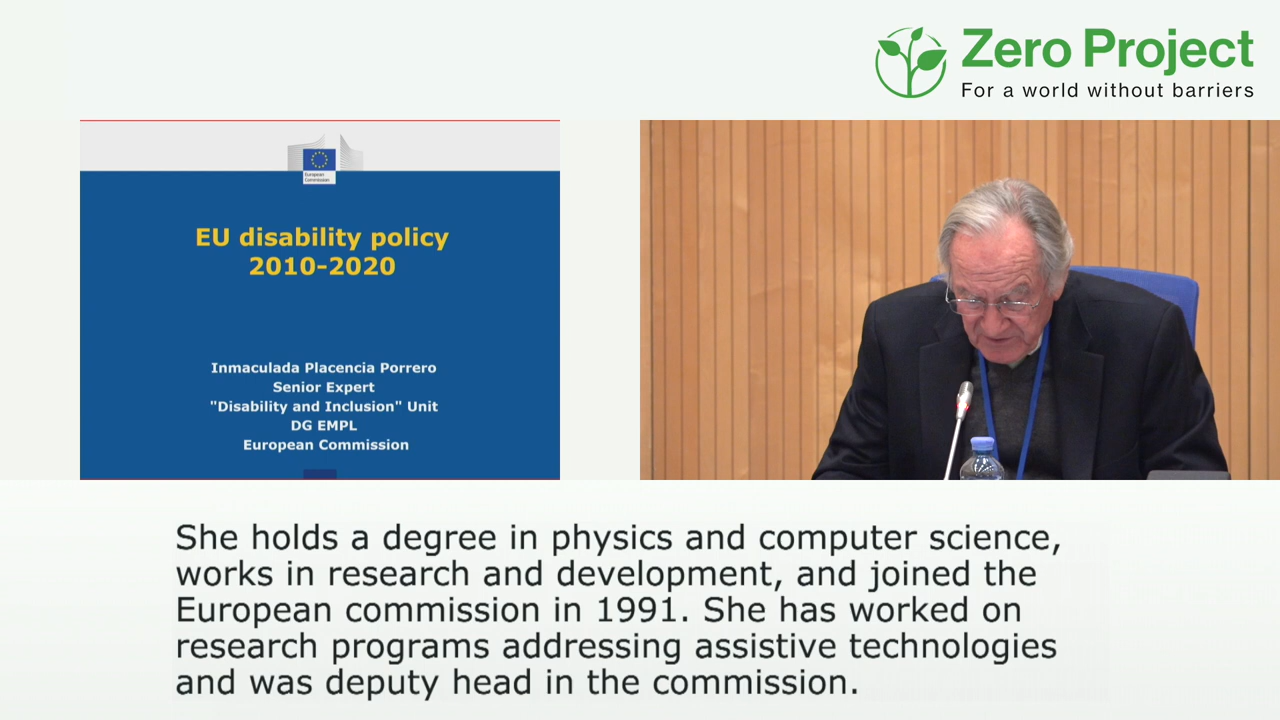 Zero Project
For a world without barriers
European
Commission
EU disability policy
2010-2020
Inmaculada Placencia Porrero
Senior Expert
"Disability and Inclusion" Unit
DG EMPL
European Commission
She holds a degree in physics and computer science,
works in research and development, and joined the
European commission in 1991. She has worked on
research programs addressing assistive technologies
and was deputy head in the commission.